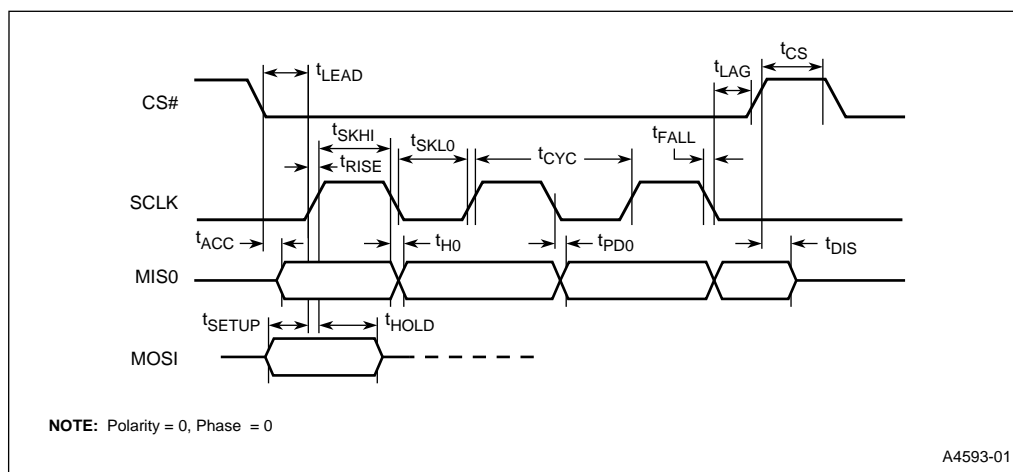 tCS
tLEAD
tLAG
CS#
tSKHI
tSKL0
tFALL
tCYC
tRISE
SCLK
tACC
tH0
tPD0
tDIS
MIS0
tSETUP
tHOLD
MOSI
NOTE: Polarity = 0, Phase = 0
A4593-01